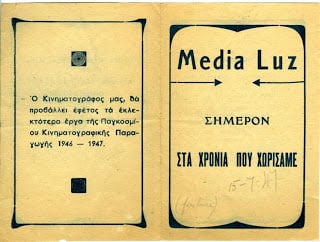 Ὁ Κινηματογράφος μας, θὰ
προβάλλει ἐφέτος τὰ ἐκλε-
κτότερα ἔργα τῆς Παγκοσμί-
ου Κινηματογραφικῆς Παρα-
γωγῆς 1946 — 1947.
Media Luz
ΣΗΜΕΡΟΝ
ΣΤΑ ΧΡΟΝΙΑ ΠΟΥ ΧΩΡΙΣΑΜΕ
15-7-47